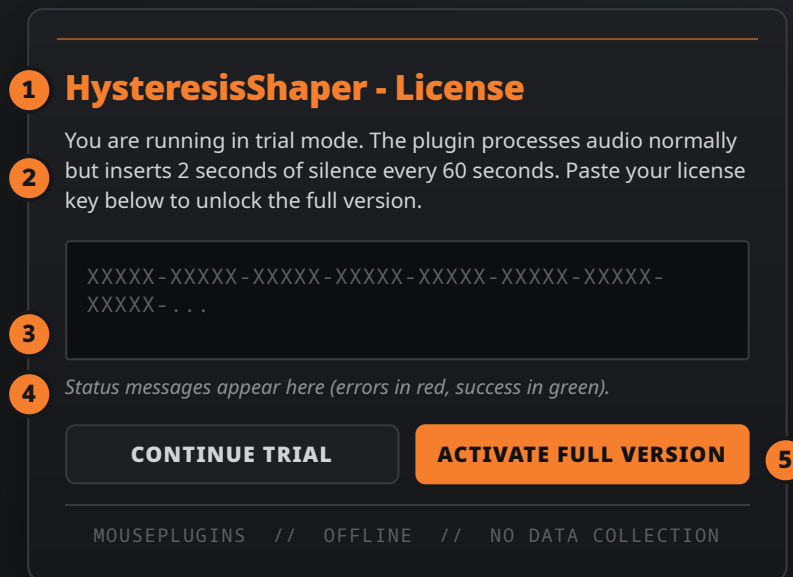 1 HysteresisShaper - License
You are running in trial mode. The plugin processes audio normally
2 but inserts 2 seconds of silence every 60 seconds. Paste your license
key below to unlock the full version.
XXXXX-XXXXX-XXXXX-XXXXX-XXXXX-XXXXX-XXXXX-
XXXXX-...
3
4 Status messages appear here (errors in red, success in green).
CONTINUE TRIAL ACTIVATE FULL VERSION 5
MOUSEPLUGINS // OFFLINE // NO DATA COLLECTION